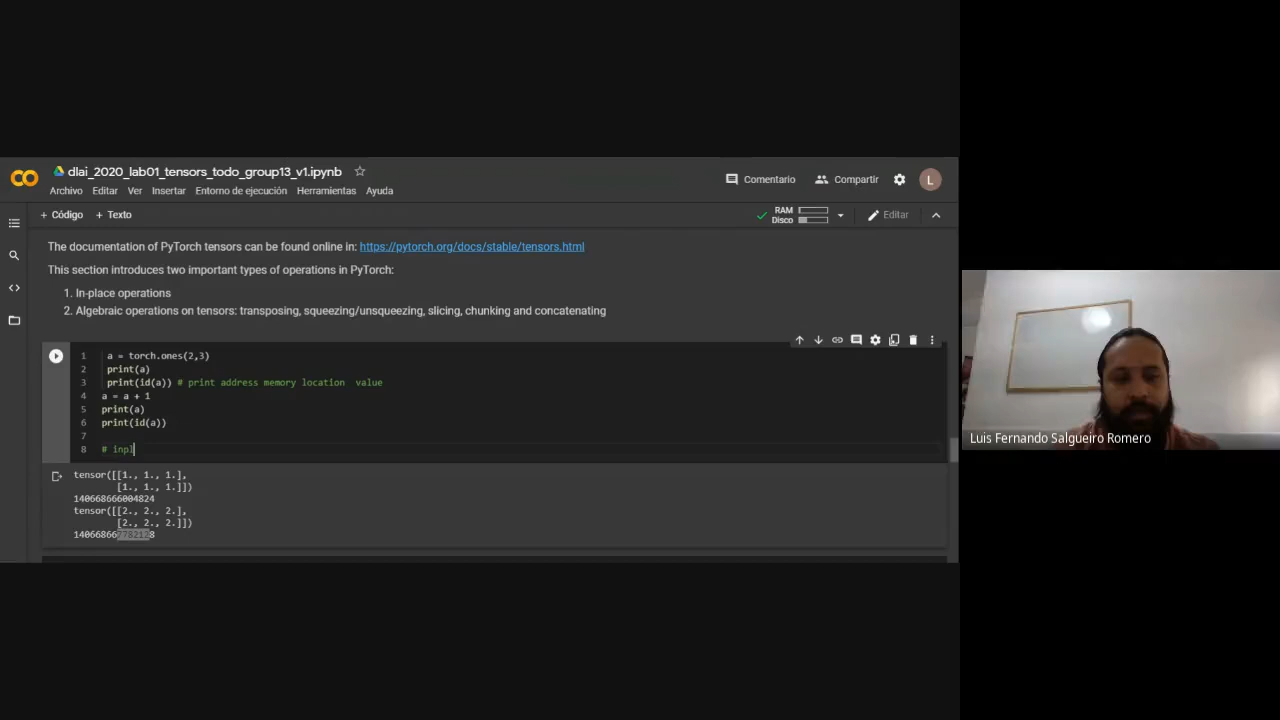 dlai_2020_lab01_tensors_todo_group13_v1.ipynb
Comentario
Compartir
L
Archivo Editar Ver Insertar Entorno de ejecución Herramientas Ayuda
+ Código + Texto
RAM
Disco
Editar
The documentation of PyTorch tensors can be found online in: https://pytorch.org/docs/stable/tensors.html
This section introduces two important types of operations in PyTorch:
1. In-place operations
2. Algebraic operations on tensors: transposing, squeezing/unsqueezing, slicing, chunking and concatenating
1 a = torch.ones(2,3)
2 print(a)
3 print(id(a)) # print address memory location value
4 a = a + 1
5 print(a)
6 print(id(a))
7
8 # inpl
tensor([[1., 1., 1.],
[1., 1., 1.]])
140668666004824
tensor([[2., 2., 2.],
[2., 2., 2.]])
140668667782128
Luis Fernando Salgueiro Romero